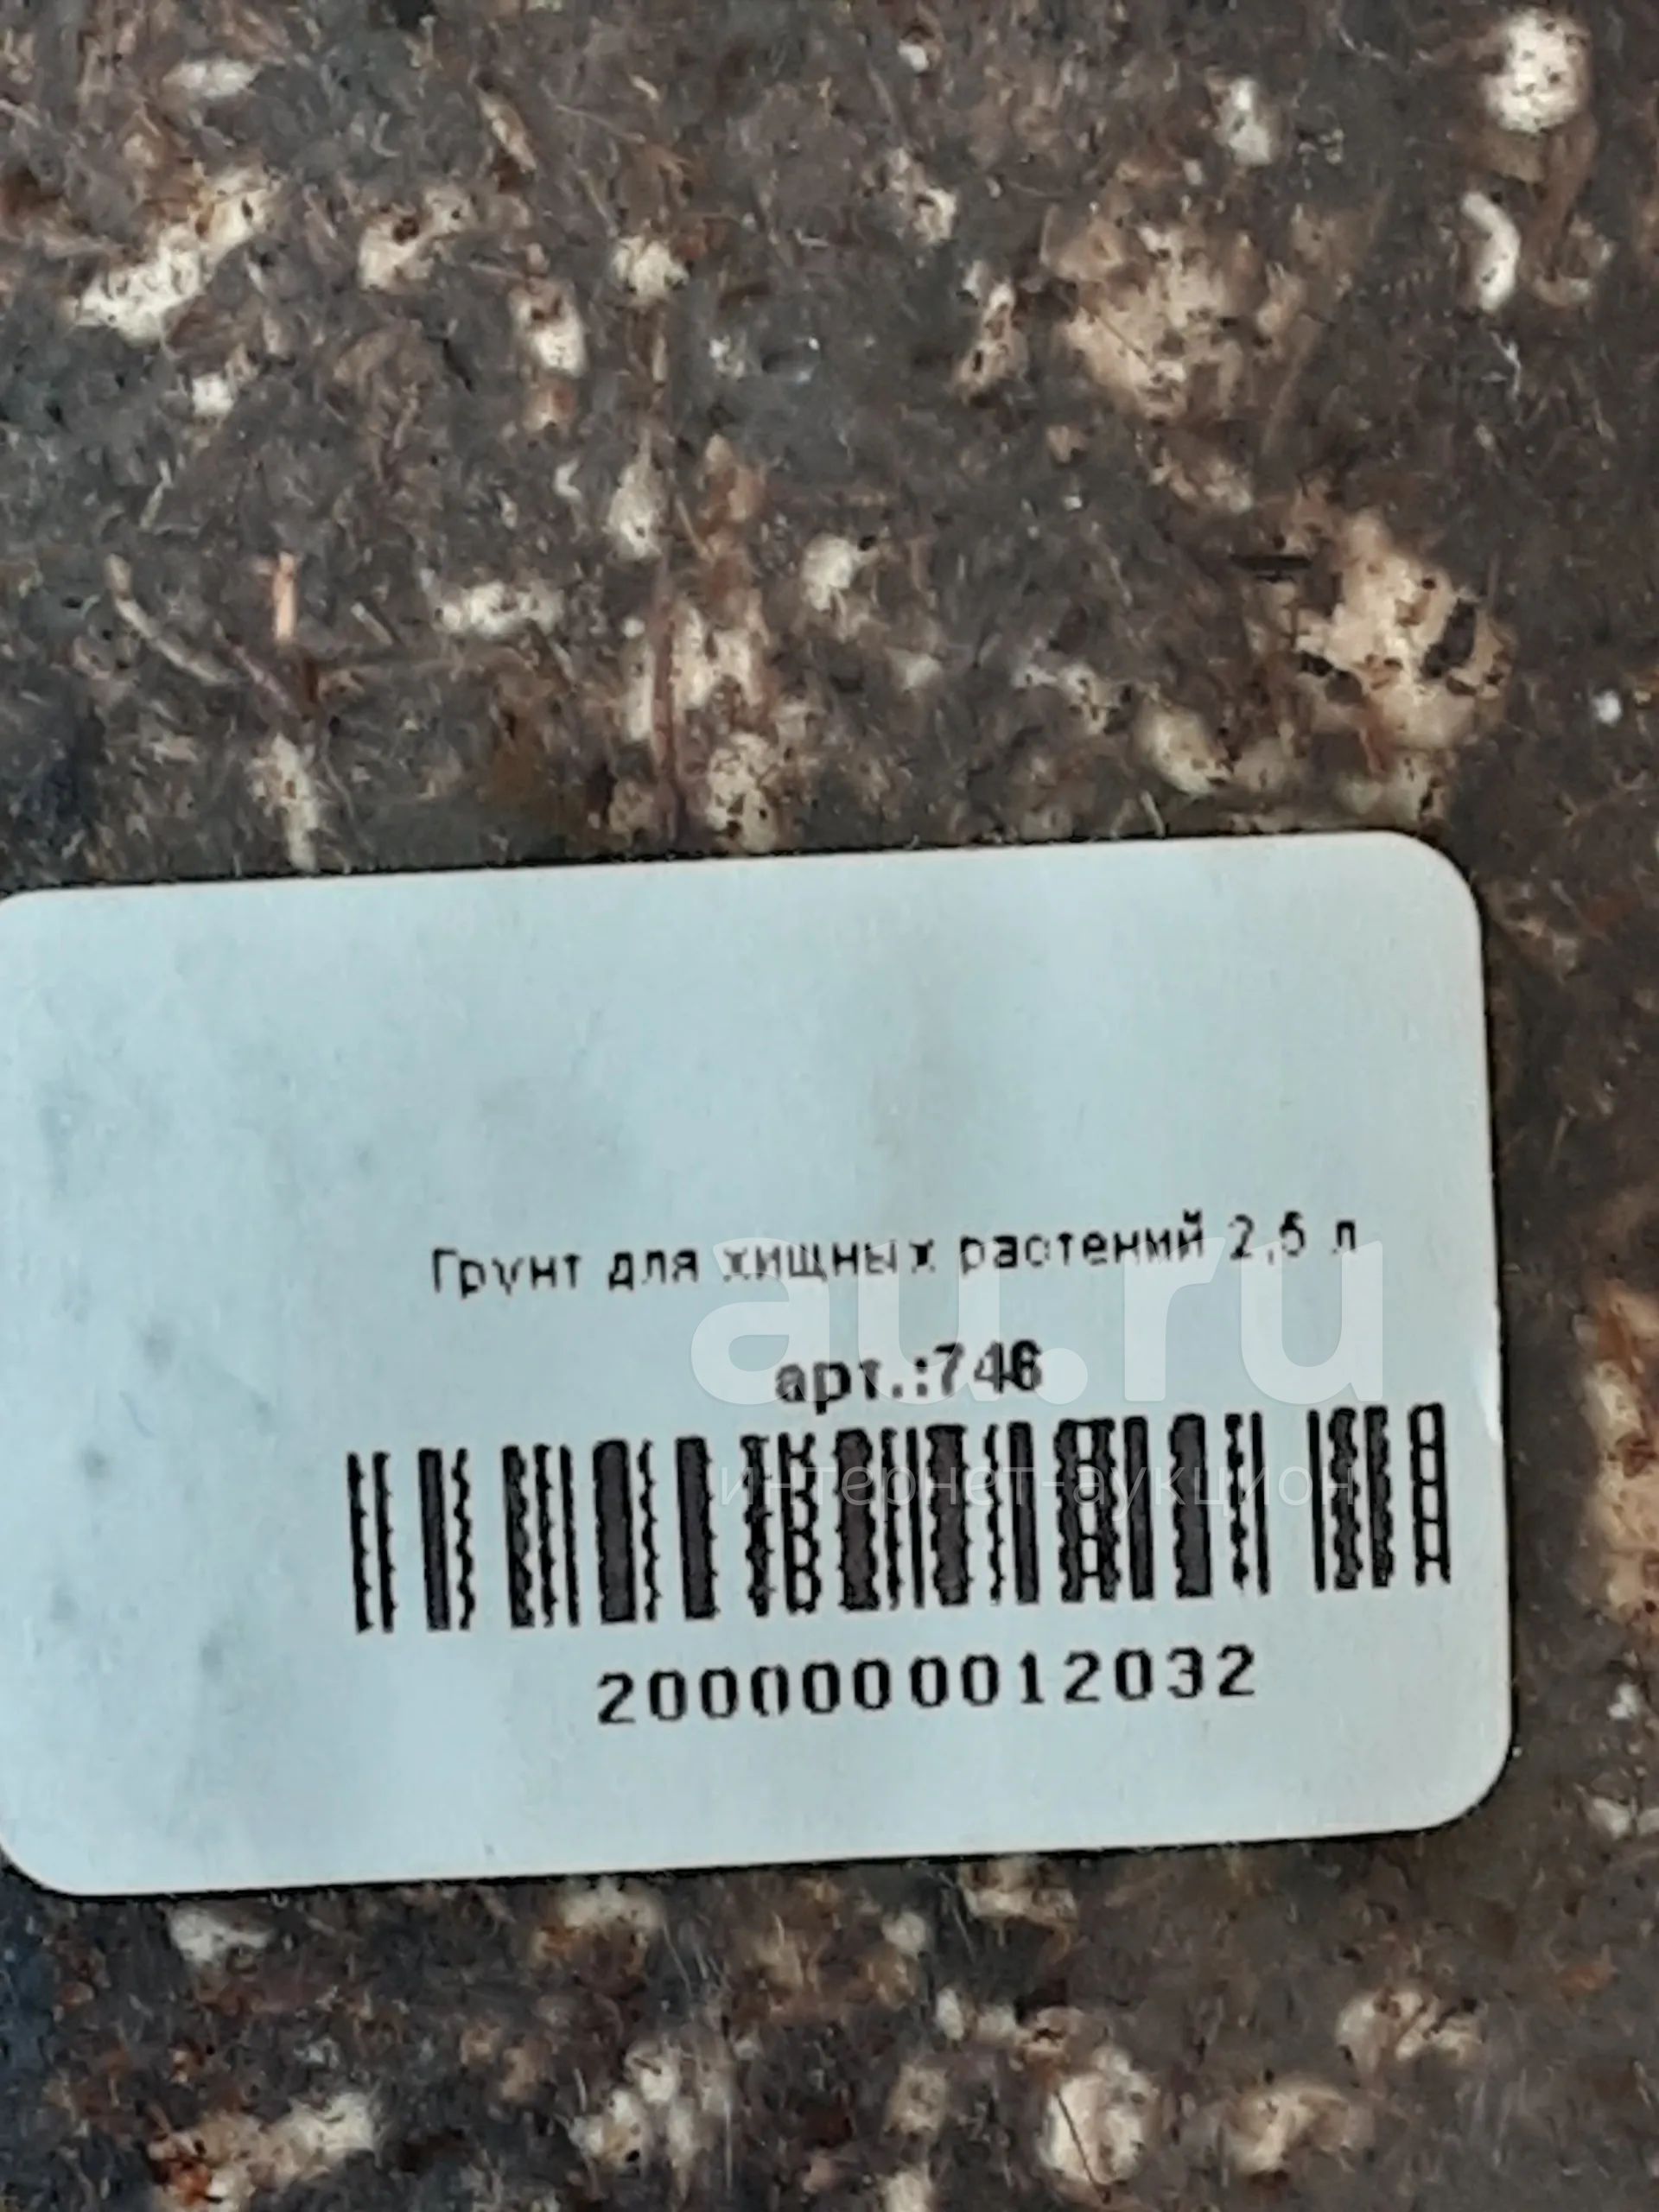 Грунт для хищных растений 2,5 л
арт.:746
2000000012032
au.ru
интернет-аукцион